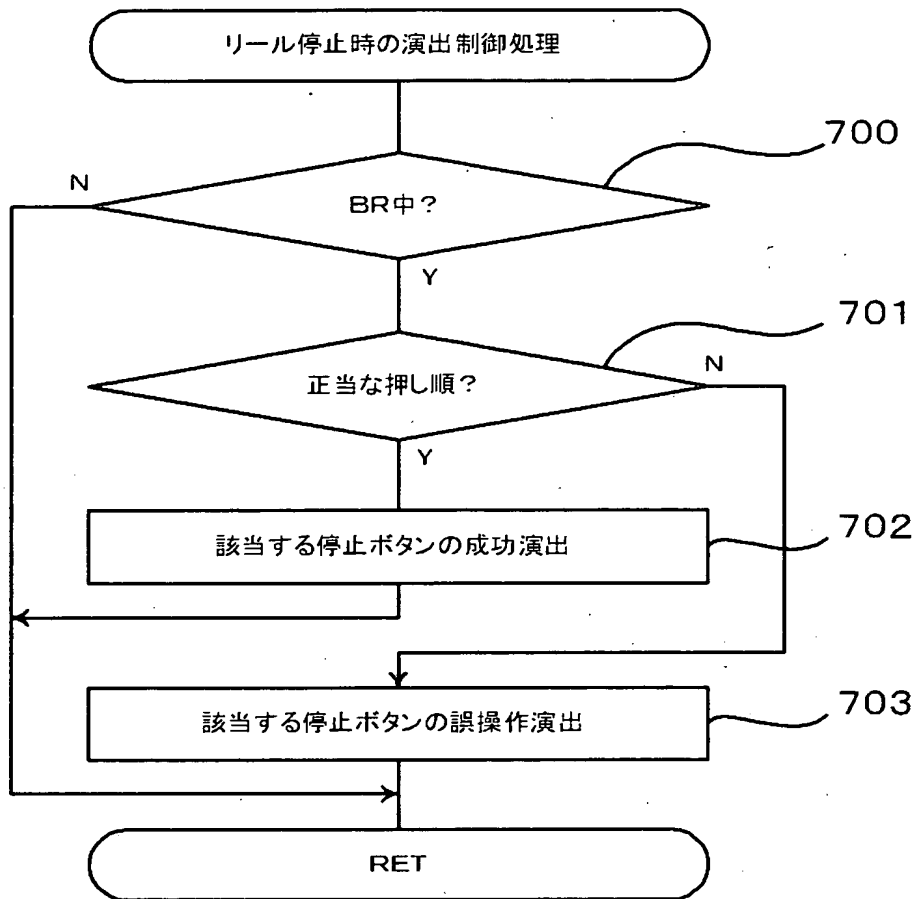 リール停止時の演出制御処理
700
N
BR中?
Y
701
N
正当な押し順?
Y
702
該当する停止ボタンの成功演出
703
該当する停止ボタンの誤操作演出
RET